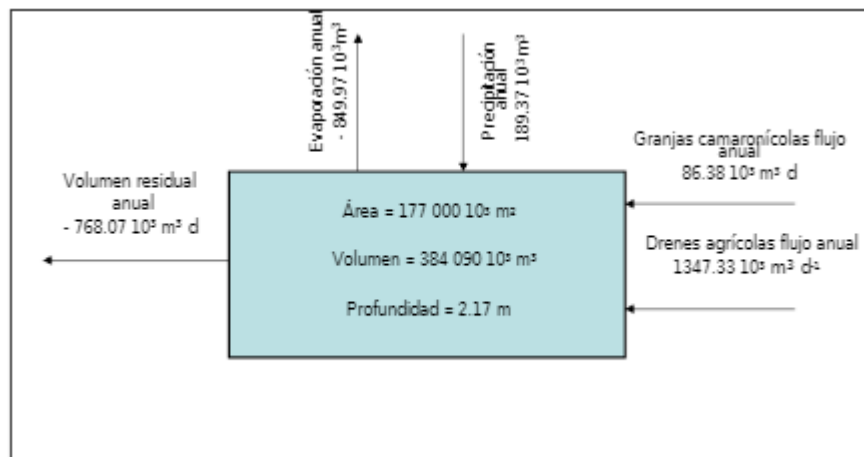 Evaporación anual
- 849.97 10³m³
Precipitación
anual
189.37 10³m³
Granjas camaronícolas flujo
anual
86.38 10³ m³ d
Volumen residual
anual
- 768.07 10³ m³ d
Área = 177 000 10³ m²
Volumen = 384 090 10³ m³
Profundidad = 2.17 m
Drenes agrícolas flujo anual
1347.33 10³ m³ d⁻¹